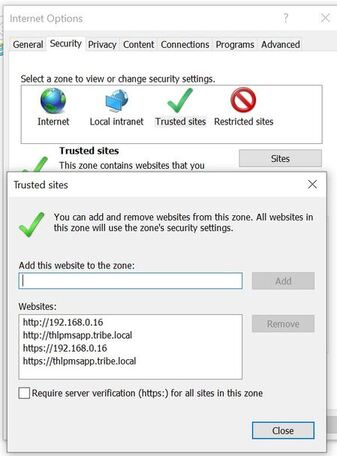 Internet Options
?
General Security Privacy Content Connections Programs Advanced
Select a zone to view or change security settings.
Internet Local intranet Trusted sites Restricted sites
Trusted sites
This zone contains websites that you
Sites
Trusted sites
You can add and remove websites from this zone. All websites in
this zone will use the zone's security settings.
Add this website to the zone:
Add
Websites:
http://192.168.0.16
http://thlpmsapp.tribe.local
https://192.168.0.16
https://thlpmsapp.tribe.local
Remove
Require server verification (https:) for all sites in this zone
Close